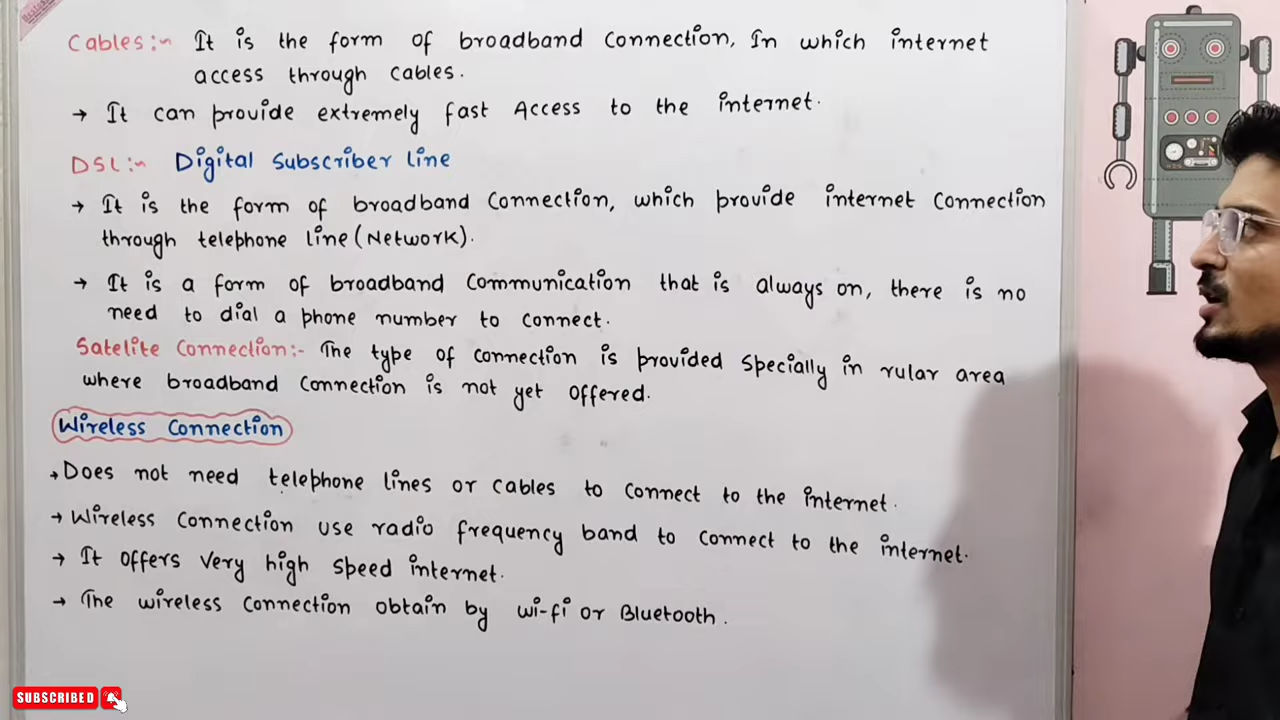 Cables:~ It is the form of broadband Connection, In which internet
access through cables.
→ It can provide extremely fast Access to the internet.
DSL:~ Digital Subscriber Line
→ It is the form of broadband Connection, which provide internet Connection
through telephone line (Network).
→ It is a form of broadband Communication that is always on, there is no
need to dial a phone number to connect.
Satelite Connection:- The type of connection is provided Specially in rular area
where broadband Connection is not yet offered.
Wireless Connection
→ Does not need telephone lines or cables to connect to the internet.
→ Wireless Connection use radio frequency band to connect to the internet.
→ It offers very high speed internet.
→ The wireless Connection obtain by wi-fi or Bluetooth.
SUBSCRIBED